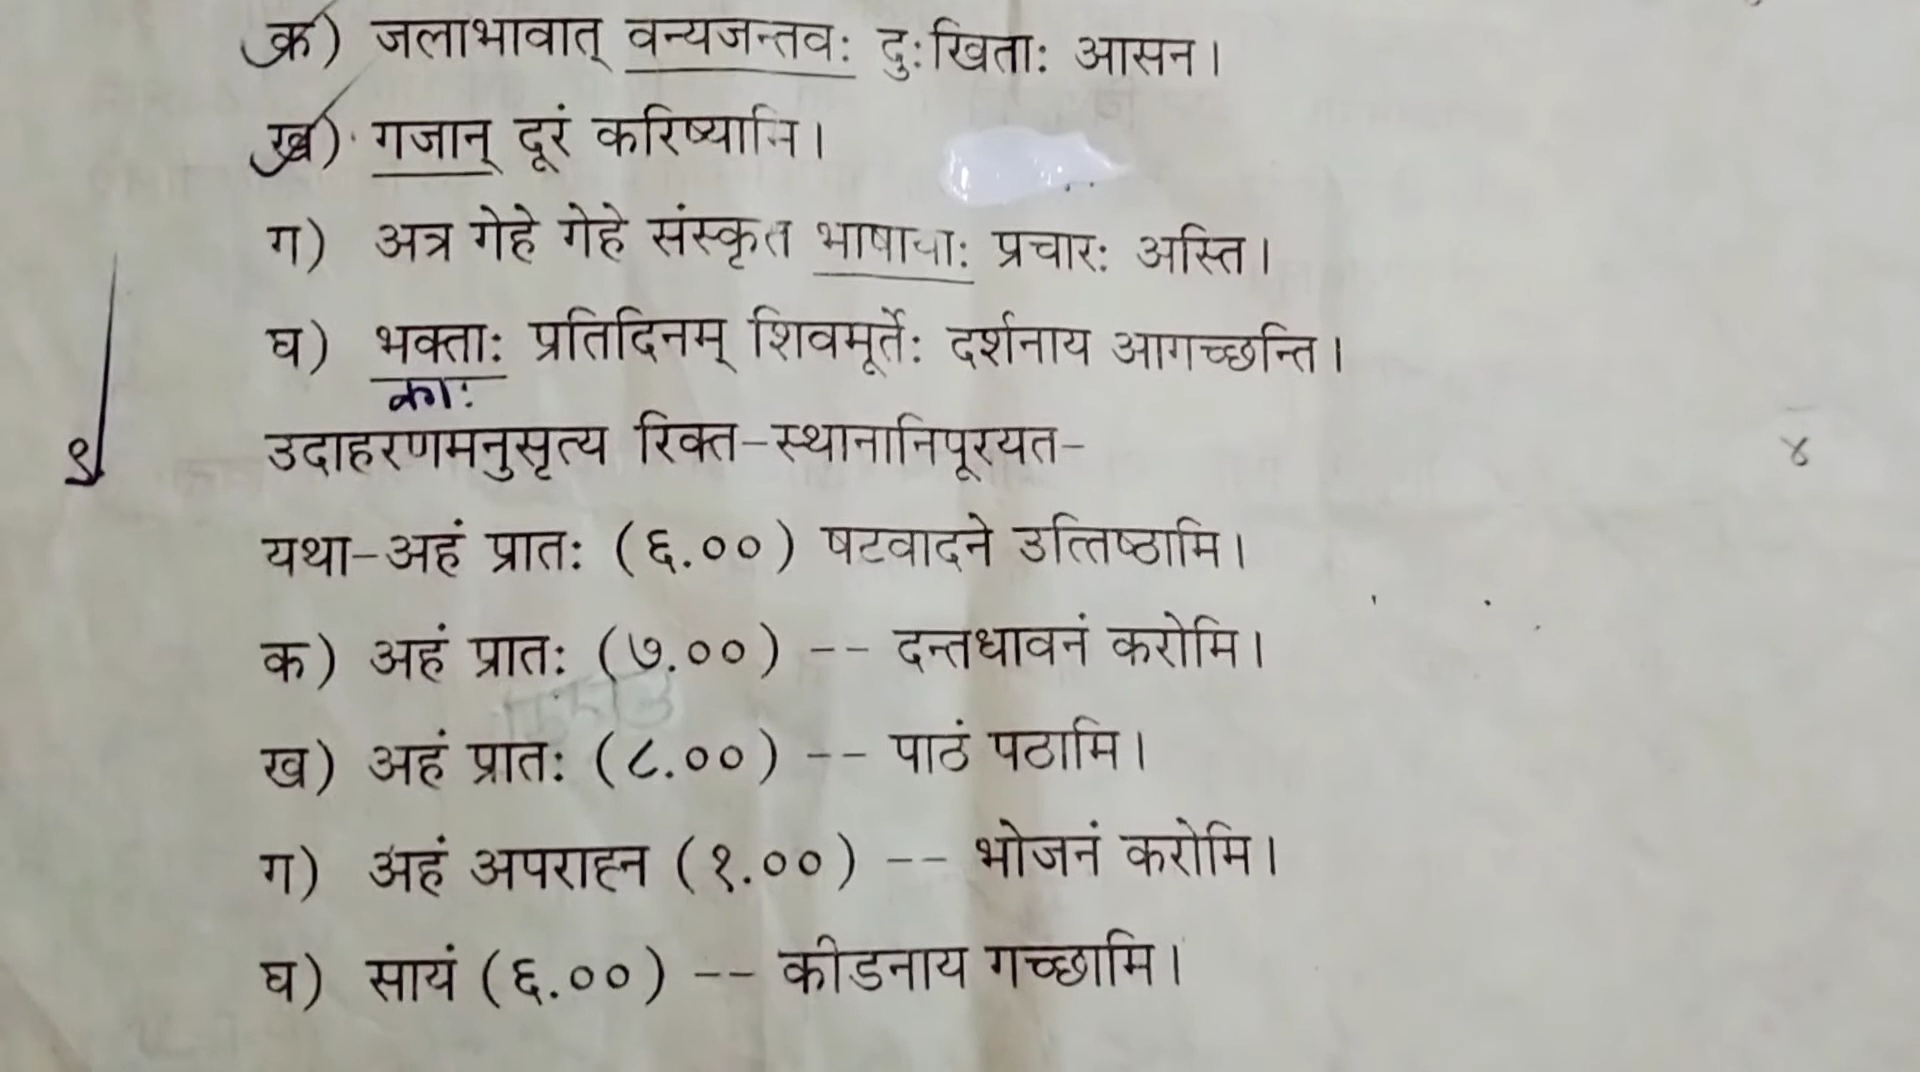 क) जलाभावात् वन्यजन्तवः दुःखिताः आसन।
ख) गजान् दूरं करिष्यामि।
ग) अत्र गेहे गेहे संस्कृत भाषायाः प्रचारः अस्ति।
घ) भक्ताः प्रतिदिनम् शिवमूर्तेः दर्शनाय आगच्छन्ति।
काः
९ उदाहरणमनुसृत्य रिक्त-स्थानानिपूरयत- ४
यथा-अहं प्रातः (६.००) षटवादने उत्तिष्ठामि।
क) अहं प्रातः (७.००) -- दन्तधावनं करोमि।
ख) अहं प्रातः (८.००) -- पाठं पठामि।
ग) अहं अपराह्न (१.००) -- भोजनं करोमि।
घ) सायं (६.००) -- कीडनाय गच्छामि।